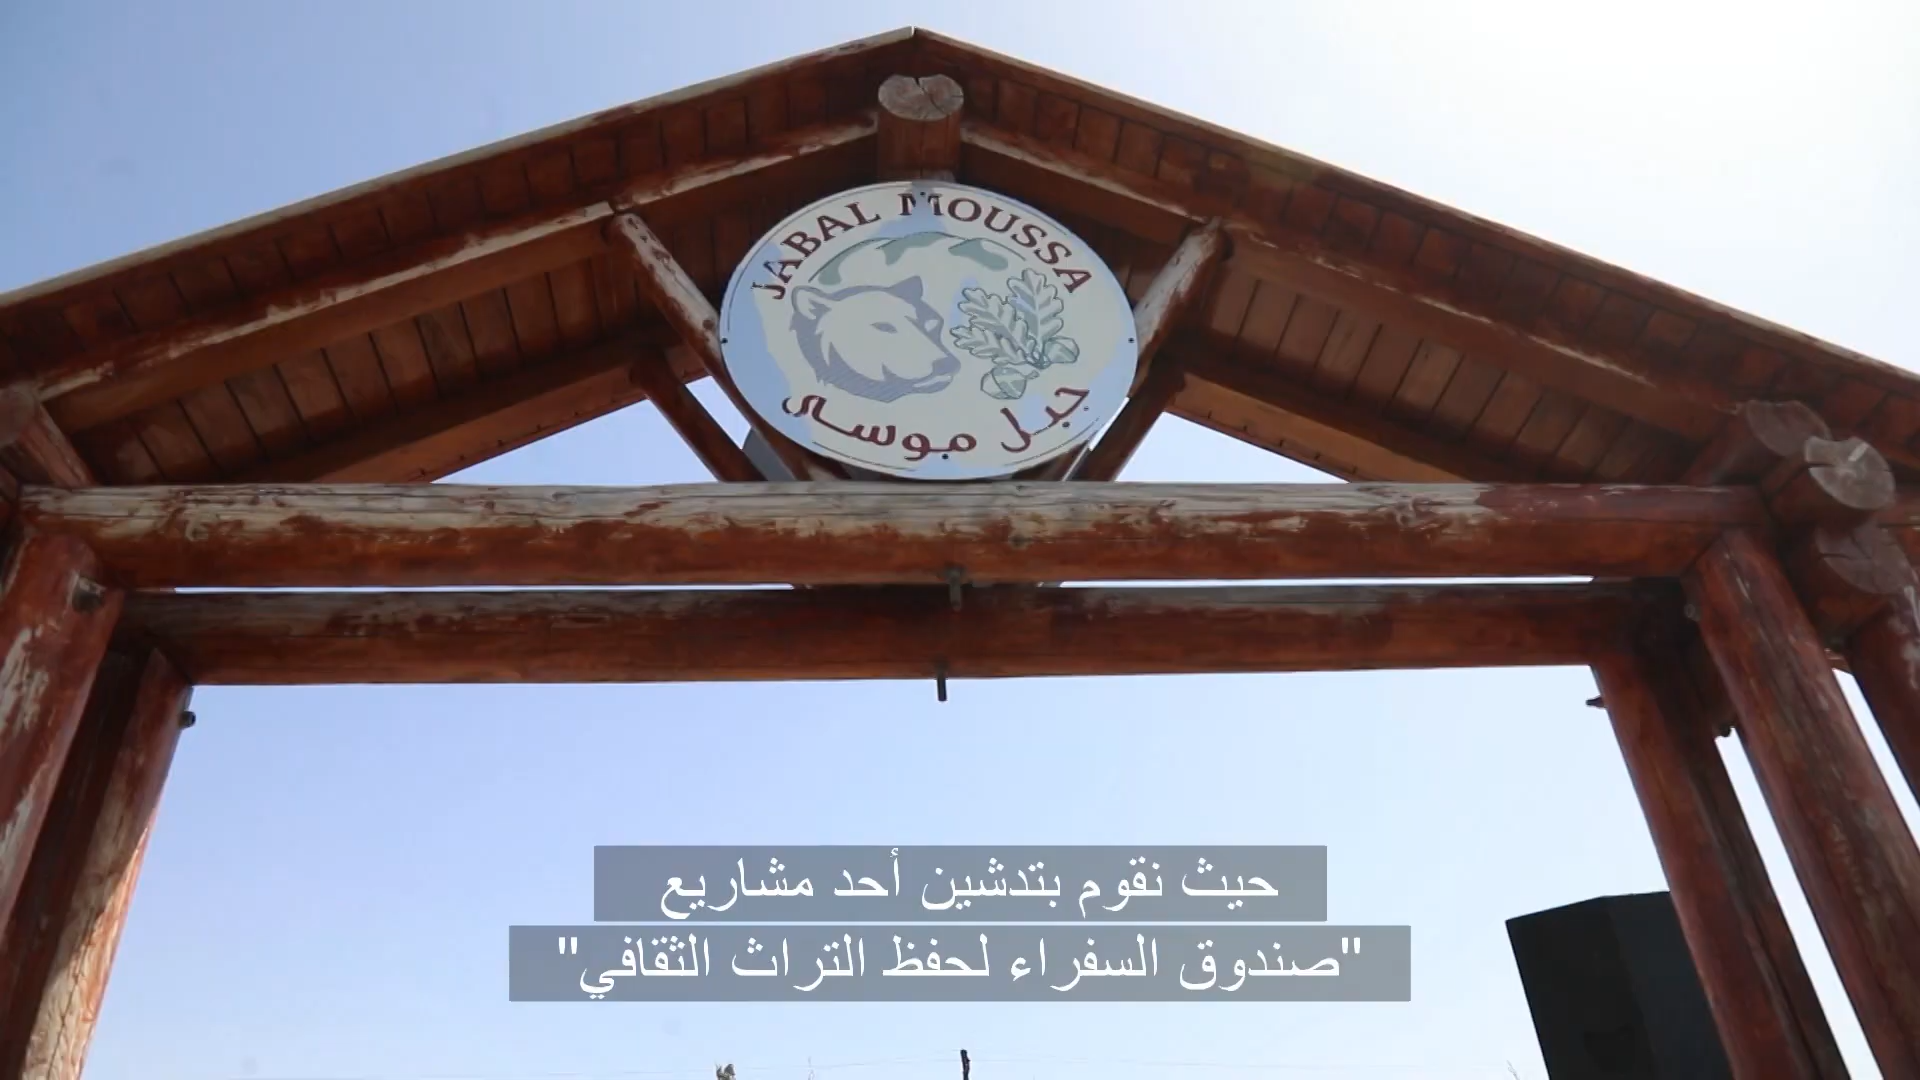 JABAL MOUSSA
جبل موسى
حيث نقوم بتدشين أحد مشاريع
"صندوق السفراء لحفظ التراث الثقافي"